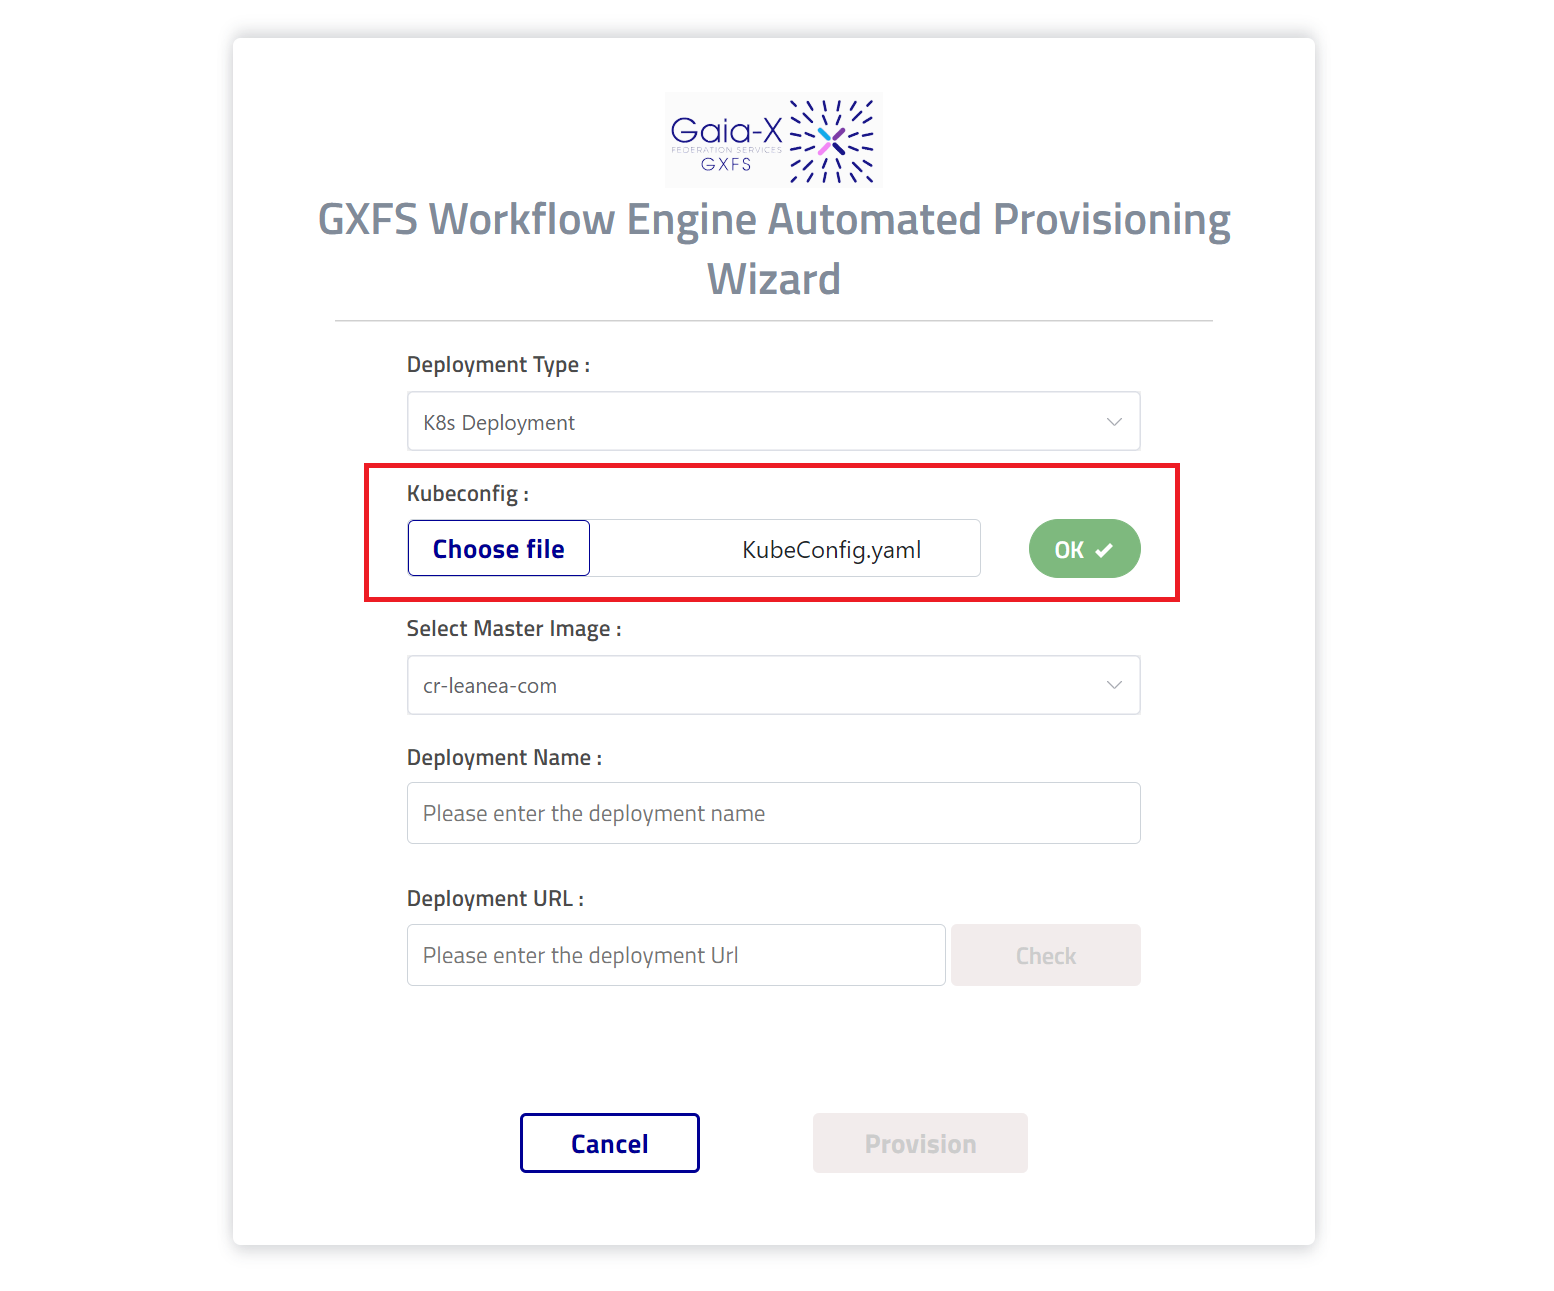 Gaia-X
FEDERATION SERVICES
GXFS
GXFS Workflow Engine Automated Provisioning
Wizard
Deployment Type :
K8s Deployment
Kubeconfig :
Choose file
KubeConfig.yaml
OK
Select Master Image :
cr-leanea-com
Deployment Name :
Please enter the deployment name
Deployment URL :
Please enter the deployment Url
Check
Cancel
Provision